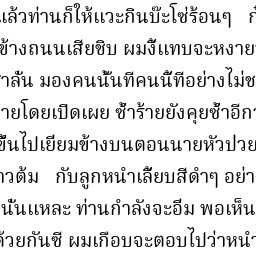 แล้วท่านก็ให้แวะกินบ๊ะโซ่ร้อนๆ ก๋
ข้างถนนเสียชิบ ผมงี้แทบจะหงาย
าลั่น มองคนนั้นทีคนนี้ทีอย่างไม่ช
ายโดยเปิดเผย ซ้ำร้ายยังคุยซ้ำอีกว
ขึ้นไปเยียมข้างบนตอนนายหัวปวย
าวต้ม กับลูกหนำเลี้ยบสีดำๆ อย่า
นั่นแหละ ท่านกำลังจะอีม พอเห็น
ด้วยกันซี ผมเกือบจะตอบไปว่าหนำ